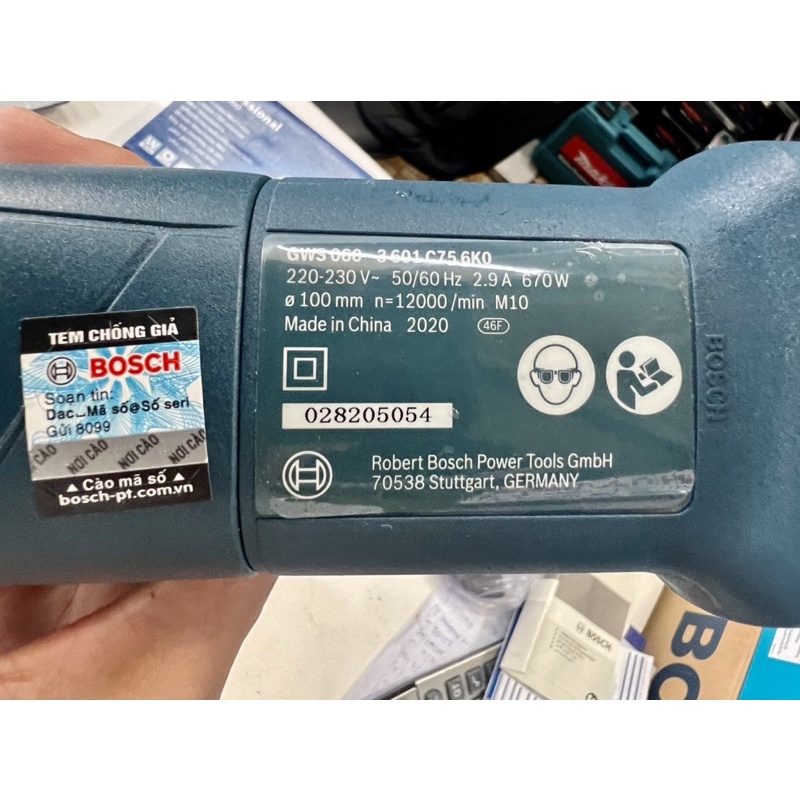 TEM CHỐNG GIẢ
BOSCH
Soạn tin:
Dac_Mã số@Số seri
Gửi 8099
NƠI CÀO NƠI CÀO NƠI CÀO
▲ Cào mã số ▲
bosch-pt.com.vn
GWS 060 3 601 C75 6K0
220-230 V~ 50/60 Hz 2.9 A 670 W
ø 100 mm n=12000 /min M10
Made in China 2020 46F
028205054
Robert Bosch Power Tools GmbH
70538 Stuttgart, GERMANY
BOSCH
BOSCH
BO